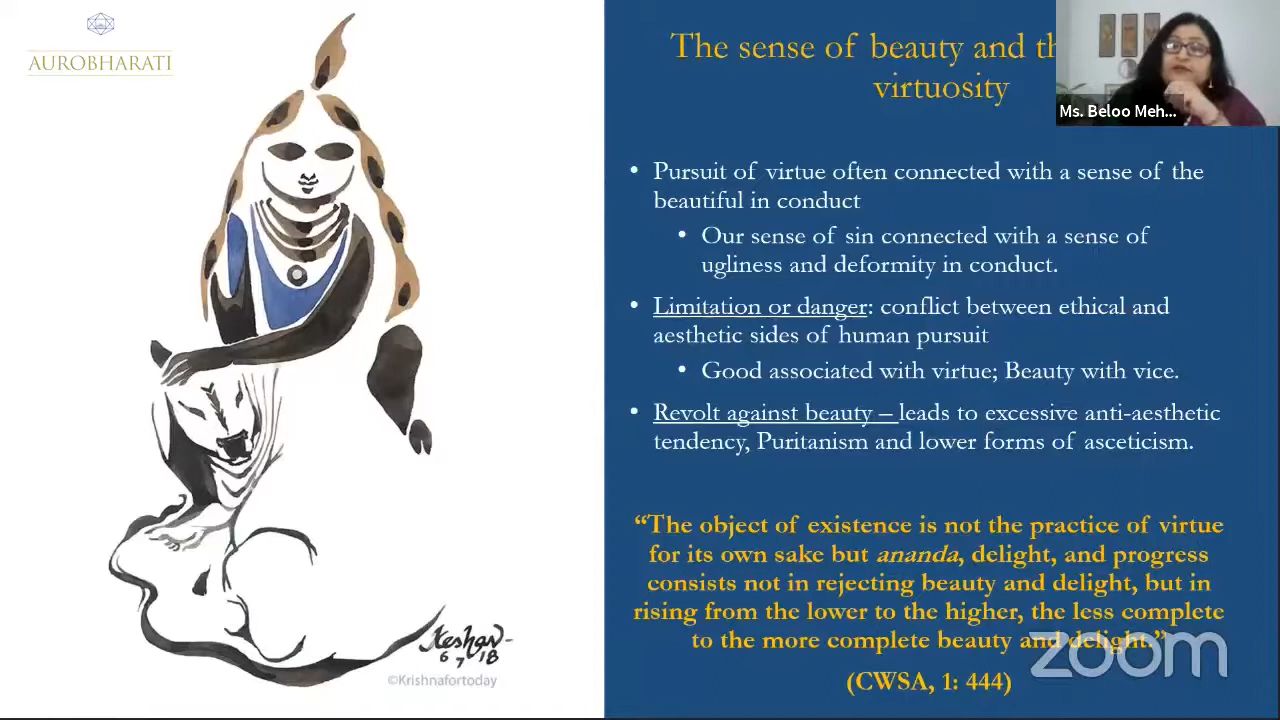 AUROBHARATI
The sense of beauty and th
virtuosity
Ms. Beloo Meh...
• Pursuit of virtue often connected with a sense of the
beautiful in conduct
• Our sense of sin connected with a sense of
ugliness and deformity in conduct.
• Limitation or danger: conflict between ethical and
aesthetic sides of human pursuit
• Good associated with virtue; Beauty with vice.
• Revolt against beauty – leads to excessive anti-aesthetic
tendency, Puritanism and lower forms of asceticism.
“The object of existence is not the practice of virtue
for its own sake but ananda, delight, and progress
consists not in rejecting beauty and delight, but in
rising from the lower to the higher, the less complete
to the more complete beauty and delight.”
(CWSA, 1: 444)
zoom
Keshav
6 7 18
©Krishnafortoday